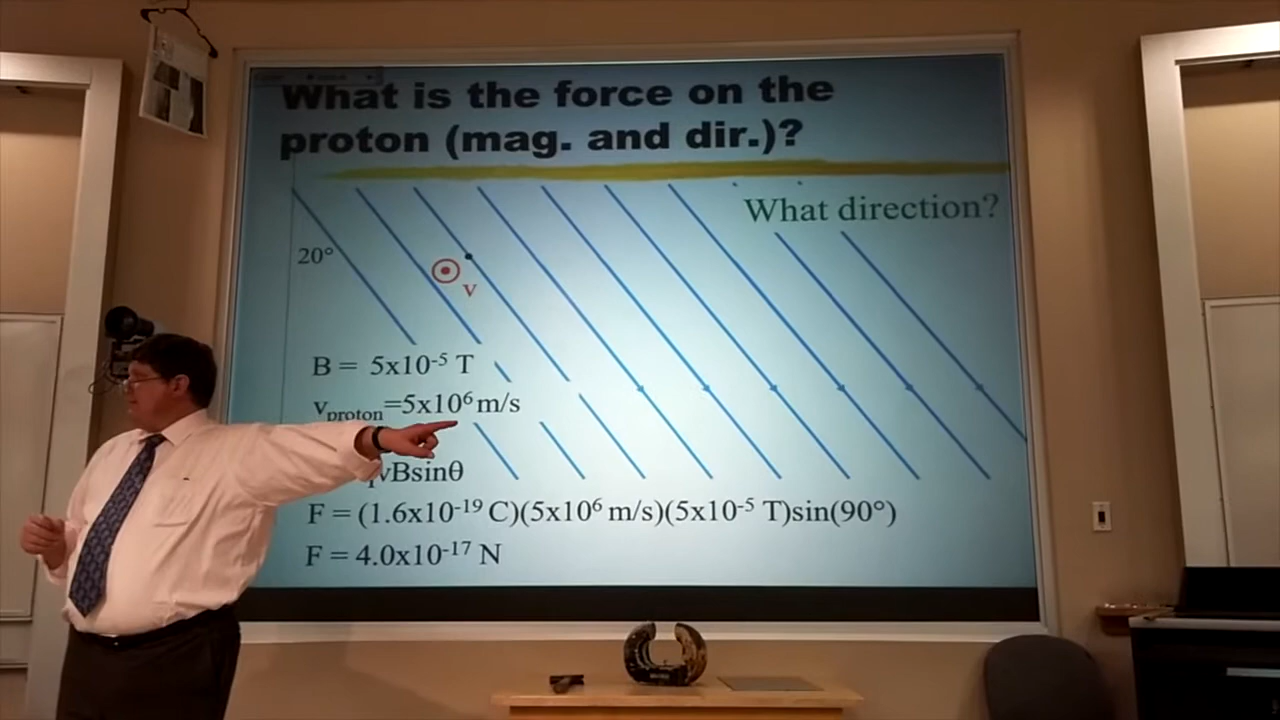 What is the force on the
proton (mag. and dir.)?
What direction?
20°
v
B = 5x10⁻⁵ T
vₚᵣₒₜₒₙ=5x10⁶ m/s
vBsinθ
F = (1.6x10⁻¹⁹ C)(5x10⁶ m/s)(5x10⁻⁵ T)sin(90°)
F = 4.0x10⁻¹⁷ N